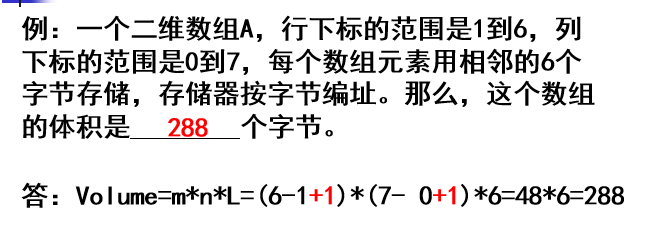 例：一个二维数组A，行下标的范围是1到6，列
下标的范围是0到7，每个数组元素用相邻的6个
字节存储，存储器按字节编址。那么，这个数组
的体积是 288 个字节。
答：Volume=m*n*L=(6-1+1)*(7- 0+1)*6=48*6=288